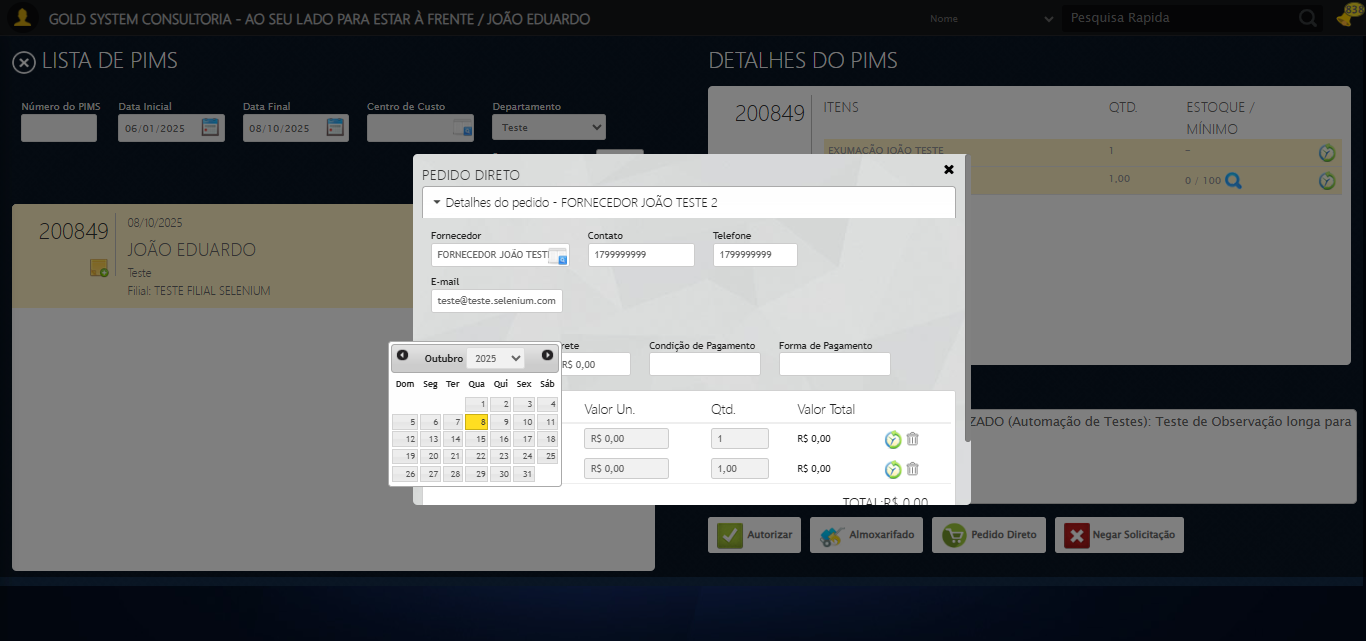 GOLD SYSTEM CONSULTORIA - AO SEU LADO PARA ESTAR À FRENTE / JOÃO EDUARDO
Nome
Pesquisa Rapida
838
LISTA DE PIMS
Número do PIMS
Data Inicial
Data Final
Centro de Custo
Departamento
06/01/2025
08/10/2025
Teste
200849
08/10/2025
JOÃO EDUARDO
Teste
Filial: TESTE FILIAL SELENIUM
DETALHES DO PIMS
200849
ITENS
QTD.
ESTOQUE /
MÍNIMO
EXUMAÇÃO JOÃO TESTE
1
–
1,00
0 / 100
PEDIDO DIRETO
Detalhes do pedido - FORNECEDOR JOÃO TESTE 2
Fornecedor
Contato
Telefone
FORNECEDOR JOÃO TEST
1799999999
1799999999
E-mail
teste@teste.selenium.com
rete
Condição de Pagamento
Forma de Pagamento
R$ 0,00
Outubro
2025
Dom Seg Ter Qua Qui Sex Sáb
1 2 3 4
5 6 7 8 9 10 11
12 13 14 15 16 17 18
19 20 21 22 23 24 25
26 27 28 29 30 31
Valor Un.
Qtd.
Valor Total
R$ 0,00
1
R$ 0,00
R$ 0,00
1,00
R$ 0,00
TOTAL:R$ 0,00
ZADO (Automação de Testes): Teste de Observação longa para
Autorizar
Almoxarifado
Pedido Direto
Negar Solicitação